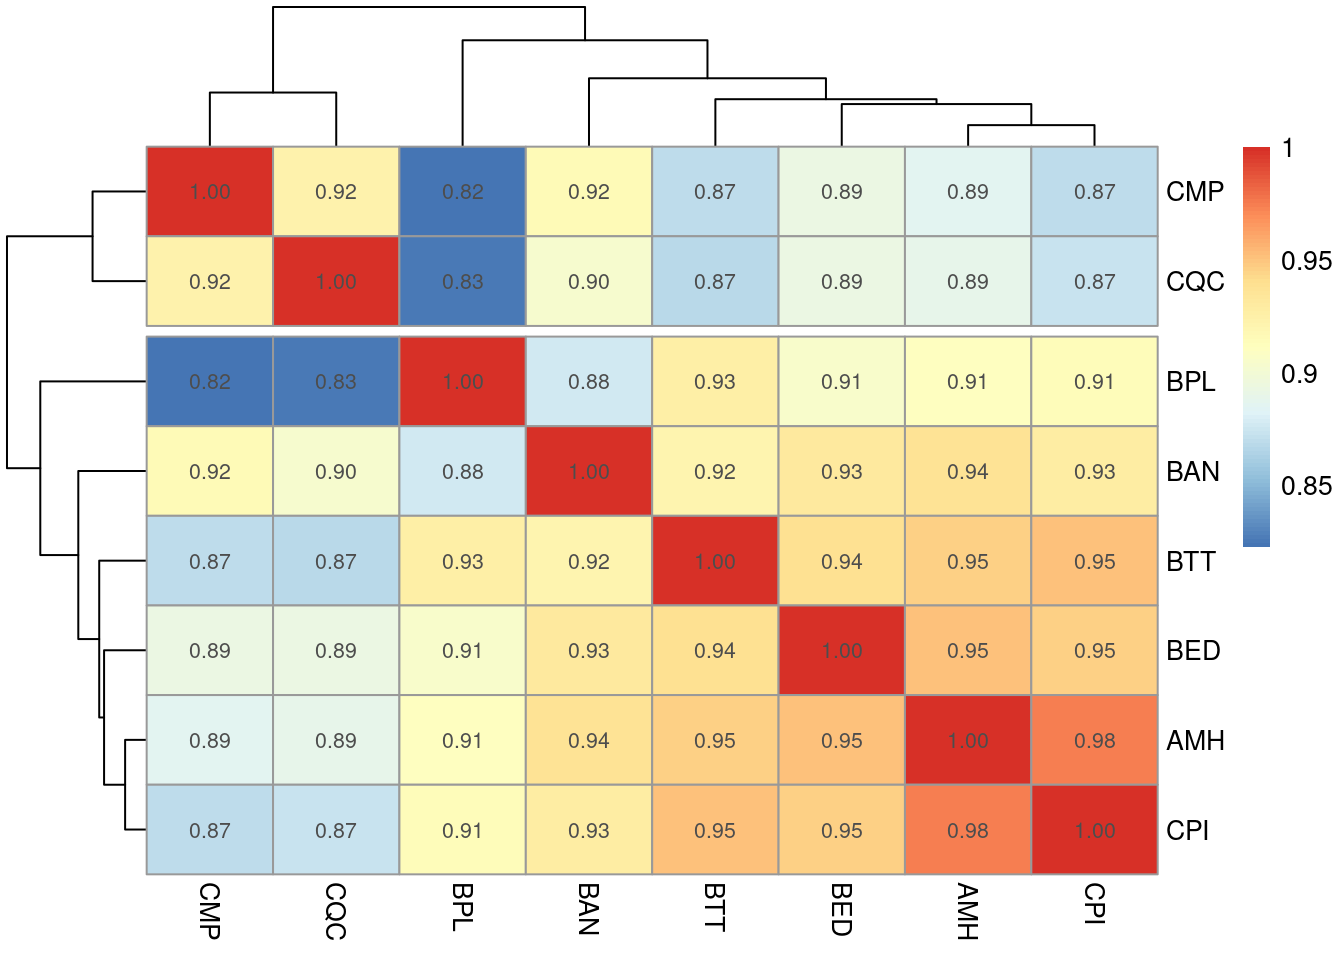 1.00 0.92 0.82 0.92 0.87 0.89 0.89 0.87 CMP
0.92 1.00 0.83 0.90 0.87 0.89 0.89 0.87 CQC
0.82 0.83 1.00 0.88 0.93 0.91 0.91 0.91 BPL
0.92 0.90 0.88 1.00 0.92 0.93 0.94 0.93 BAN
0.87 0.87 0.93 0.92 1.00 0.94 0.95 0.95 BTT
0.89 0.89 0.91 0.93 0.94 1.00 0.95 0.95 BED
0.89 0.89 0.91 0.94 0.95 0.95 1.00 0.98 AMH
0.87 0.87 0.91 0.93 0.95 0.95 0.98 1.00 CPI
CMP CQC BPL BAN BTT BED AMH CPI
1
0.95
0.9
0.85